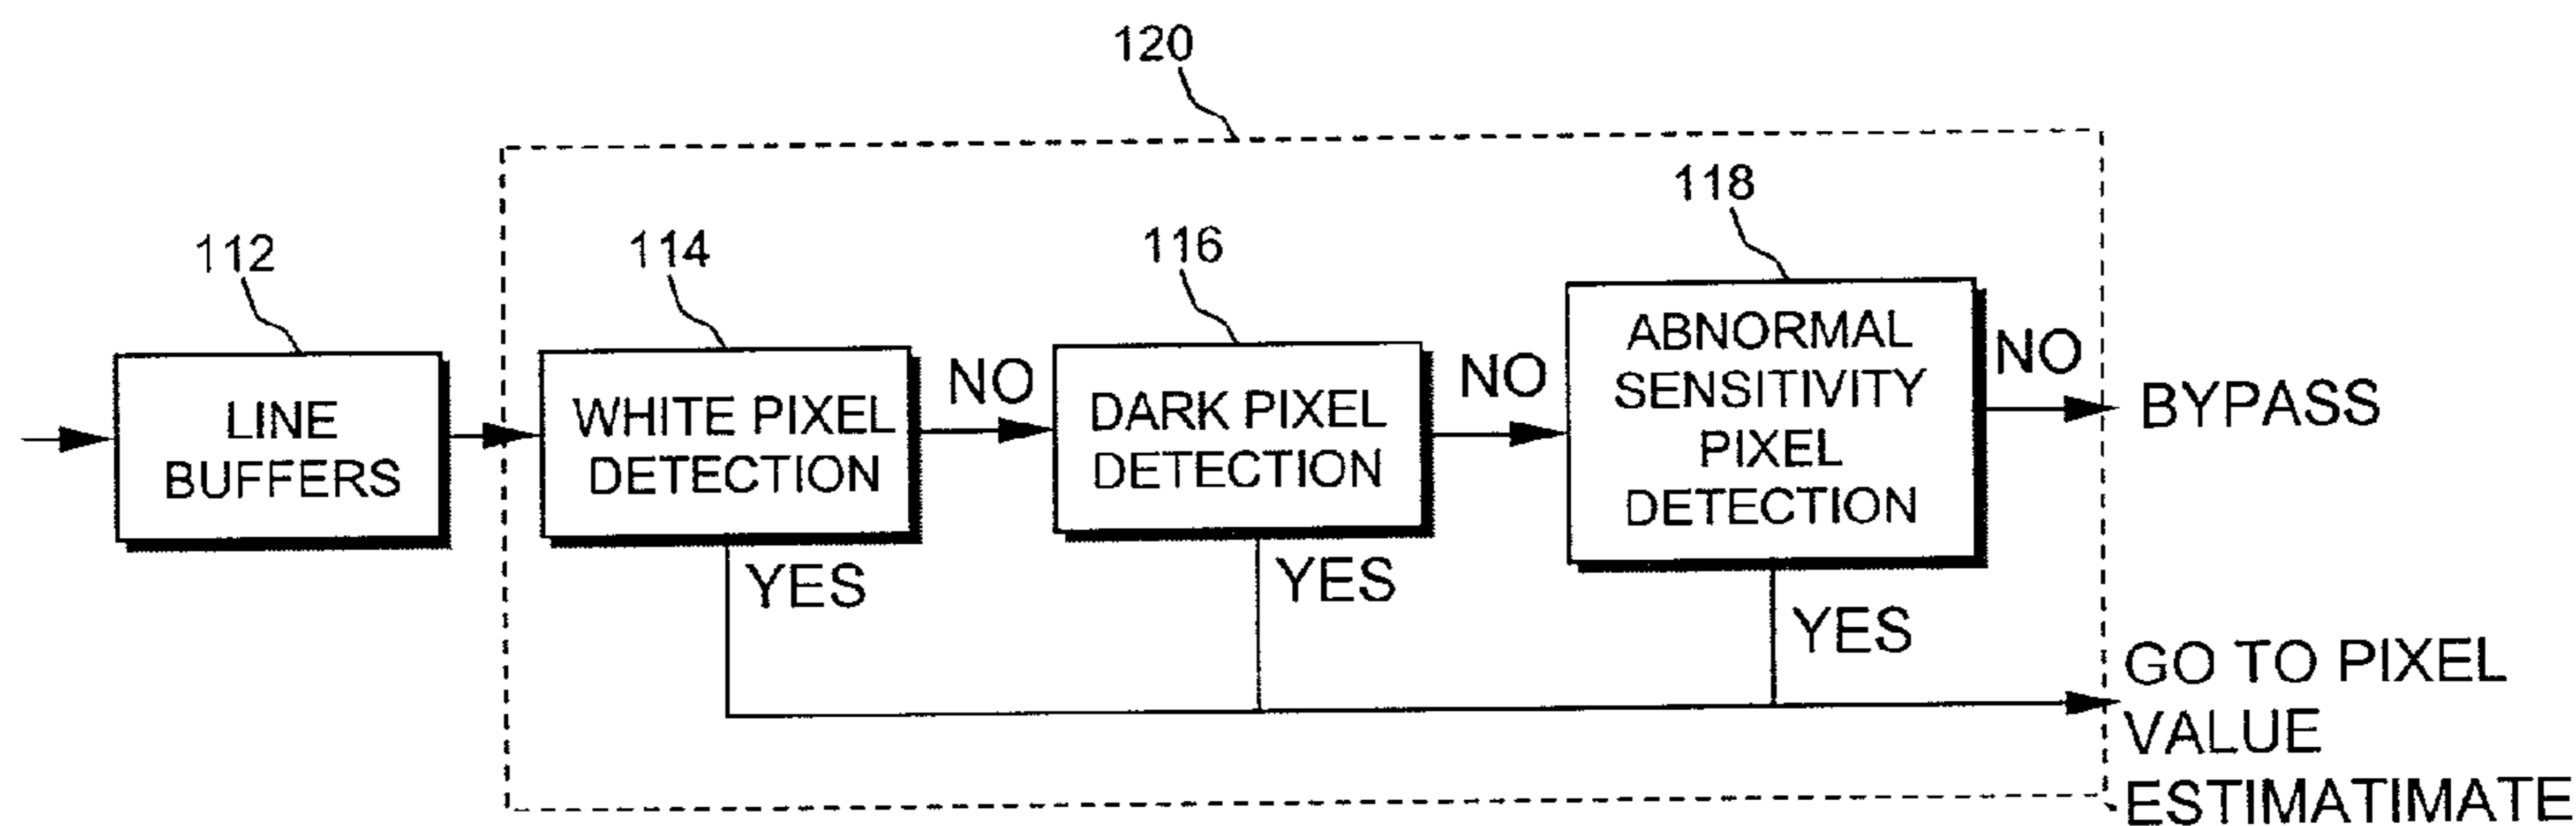 120
118
112
114
116
LINE
BUFFERS
WHITE PIXEL
DETECTION
NO
DARK PIXEL
DETECTION
NO
ABNORMAL
SENSITIVITY
PIXEL
DETECTION
NO
BYPASS
YES
YES
YES
GO TO PIXEL
VALUE
ESTIMATIMATE